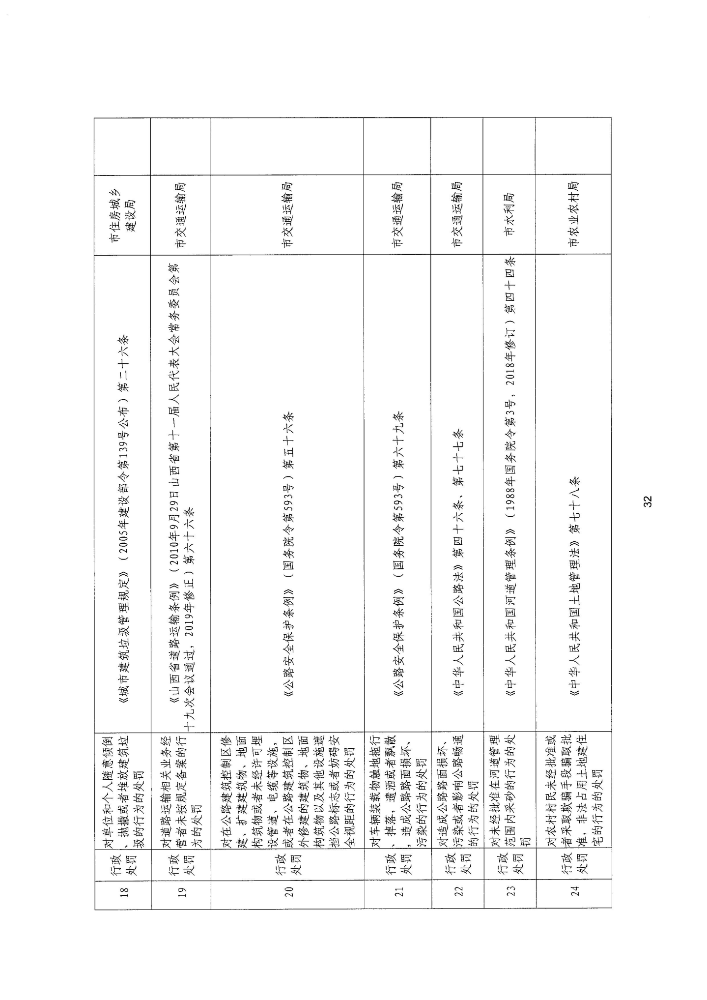 18
行政
处罚
对单位和个人随意倾倒
、抛撒或者堆放建筑垃
圾的行为的处罚
《城市建筑垃圾管理规定》（2005年建设部令第139号公布）第二十六条
市住房城乡
建设局
19
行政
处罚
对道路运输相关业务经
营者未按规定备案的行
为的处罚
《山西省道路运输条例》（2010年9月29日山西省第十一届人民代表大会常务委员会第
十九次会议通过，2019年修正）第六十六条
市交通运输局
20
行政
处罚
对在公路建筑控制区修
建、扩建建筑物、地面
构筑物或者未经许可埋
设管道、电缆等设施，
或者在公路建筑控制区
外修建的建筑物、地面
构筑物以及其他设施遮
挡公路标志或者妨碍安
全视距的行为的处罚
《公路安全保护条例》（国务院令第593号）第五十六条
市交通运输局
21
行政
处罚
对车辆装载物触地拖行
、掉落，遗洒或者飘散
，造成公路路面损坏、
污染的行为的处罚
《公路安全保护条例》（国务院令第593号）第六十九条
市交通运输局
22
行政
处罚
对造成公路路面损坏、
污染或者影响公路畅通
的行为的处罚
《中华人民共和国公路法》第四十六条、第七十七条
市交通运输局
23
行政
处罚
对未经批准在河道管理
范围内采砂的行为的处
罚
《中华人民共和国河道管理条例》（1988年国务院令第3号，2018年修订）第四十四条
市水利局
24
行政
处罚
对农村村民未经批准或
者采取欺骗手段骗取批
准，非法占用土地建住
宅的行为的处罚
《中华人民共和国土地管理法》第七十八条
市农业农村局
32